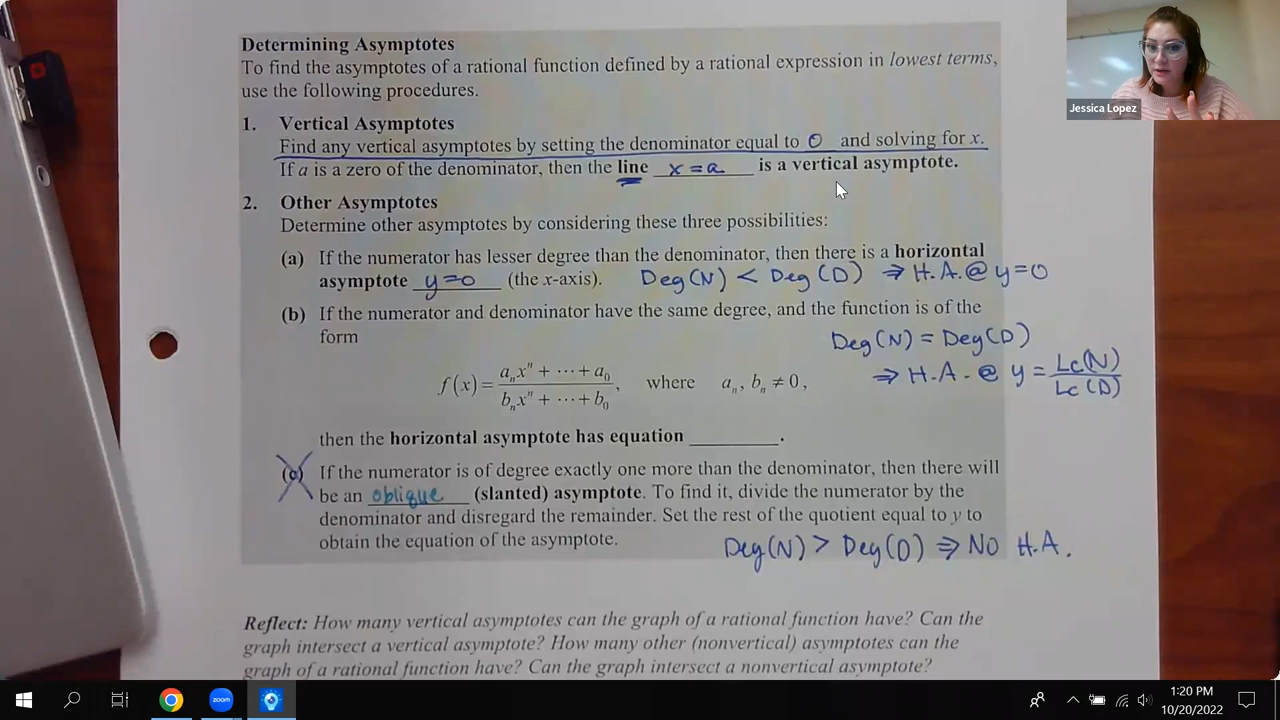 Determining Asymptotes
To find the asymptotes of a rational function defined by a rational expression in lowest terms,
use the following procedures.
1. Vertical Asymptotes
Find any vertical asymptotes by setting the denominator equal to 0 and solving for x.
If a is a zero of the denominator, then the line x = a is a vertical asymptote.
2. Other Asymptotes
Determine other asymptotes by considering these three possibilities:
(a) If the numerator has lesser degree than the denominator, then there is a horizontal
asymptote y=0 (the x-axis). Deg(N) < Deg(D) ⇒ H.A.@ y=0
(b) If the numerator and denominator have the same degree, and the function is of the
form
Deg(N) = Deg(D)
⇒ H.A. @ y = Lc(N)/Lc(D)
f(x) = (aₙxⁿ + ⋯ + a₀)/(bₙxⁿ + ⋯ + b₀), where aₙ, bₙ ≠ 0,
then the horizontal asymptote has equation ________.
(c) If the numerator is of degree exactly one more than the denominator, then there will
be an oblique (slanted) asymptote. To find it, divide the numerator by the
denominator and disregard the remainder. Set the rest of the quotient equal to y to
obtain the equation of the asymptote.
Deg(N) > Deg(D) ⇒ No H.A.
Reflect: How many vertical asymptotes can the graph of a rational function have? Can the
graph intersect a vertical asymptote? How many other (nonvertical) asymptotes can the
graph of a rational function have? Can the graph intersect a nonvertical asymptote?
Jessica Lopez
zoom
1:20 PM
10/20/2022